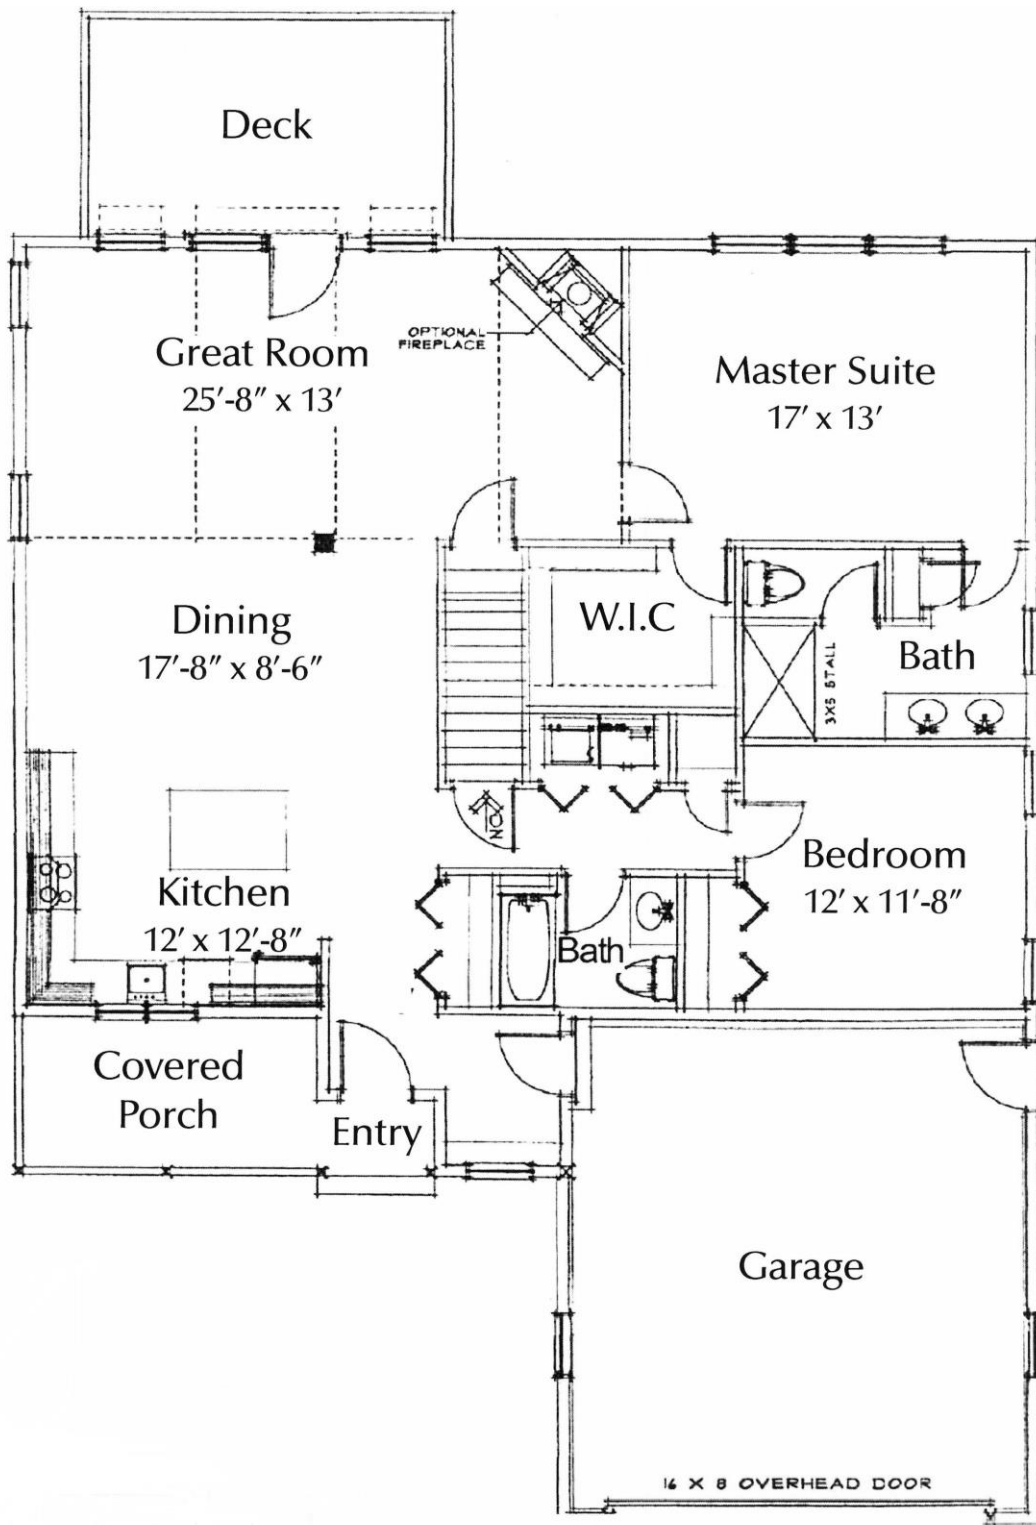 Deck
OPTIONAL
FIREPLACE
Great Room
25′-8″ x 13′
Master Suite
17′ x 13′
W.I.C
Dining
17′-8″ x 8′-6″
Bath
3X5 STALL
DN
Bedroom
12′ x 11′-8″
Kitchen
12′ x 12′-8″
Bath
Covered
Porch
Entry
Garage
16 X 8 OVERHEAD DOOR